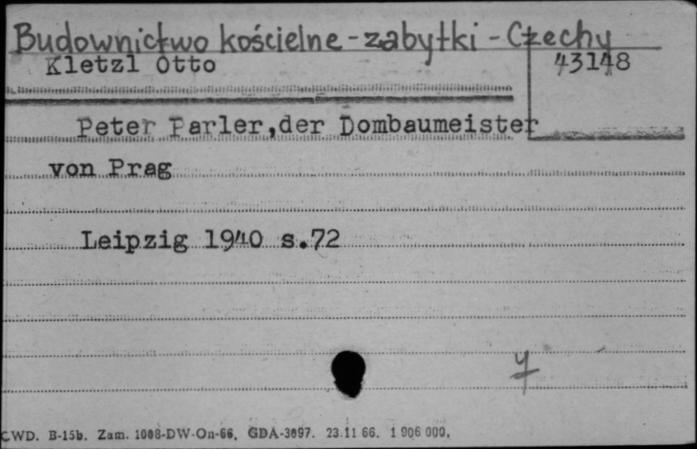 Budownictwo kościelne - zabytki - Czechy
Kletzl Otto 43148
Peter Parler,der Dombaumeister
von Prag
Leipzig 1940 s.72
CWD. B-15b. Zam. 1008-DW-On-66. GDA-3097. 23.11 66. 1 906 000.